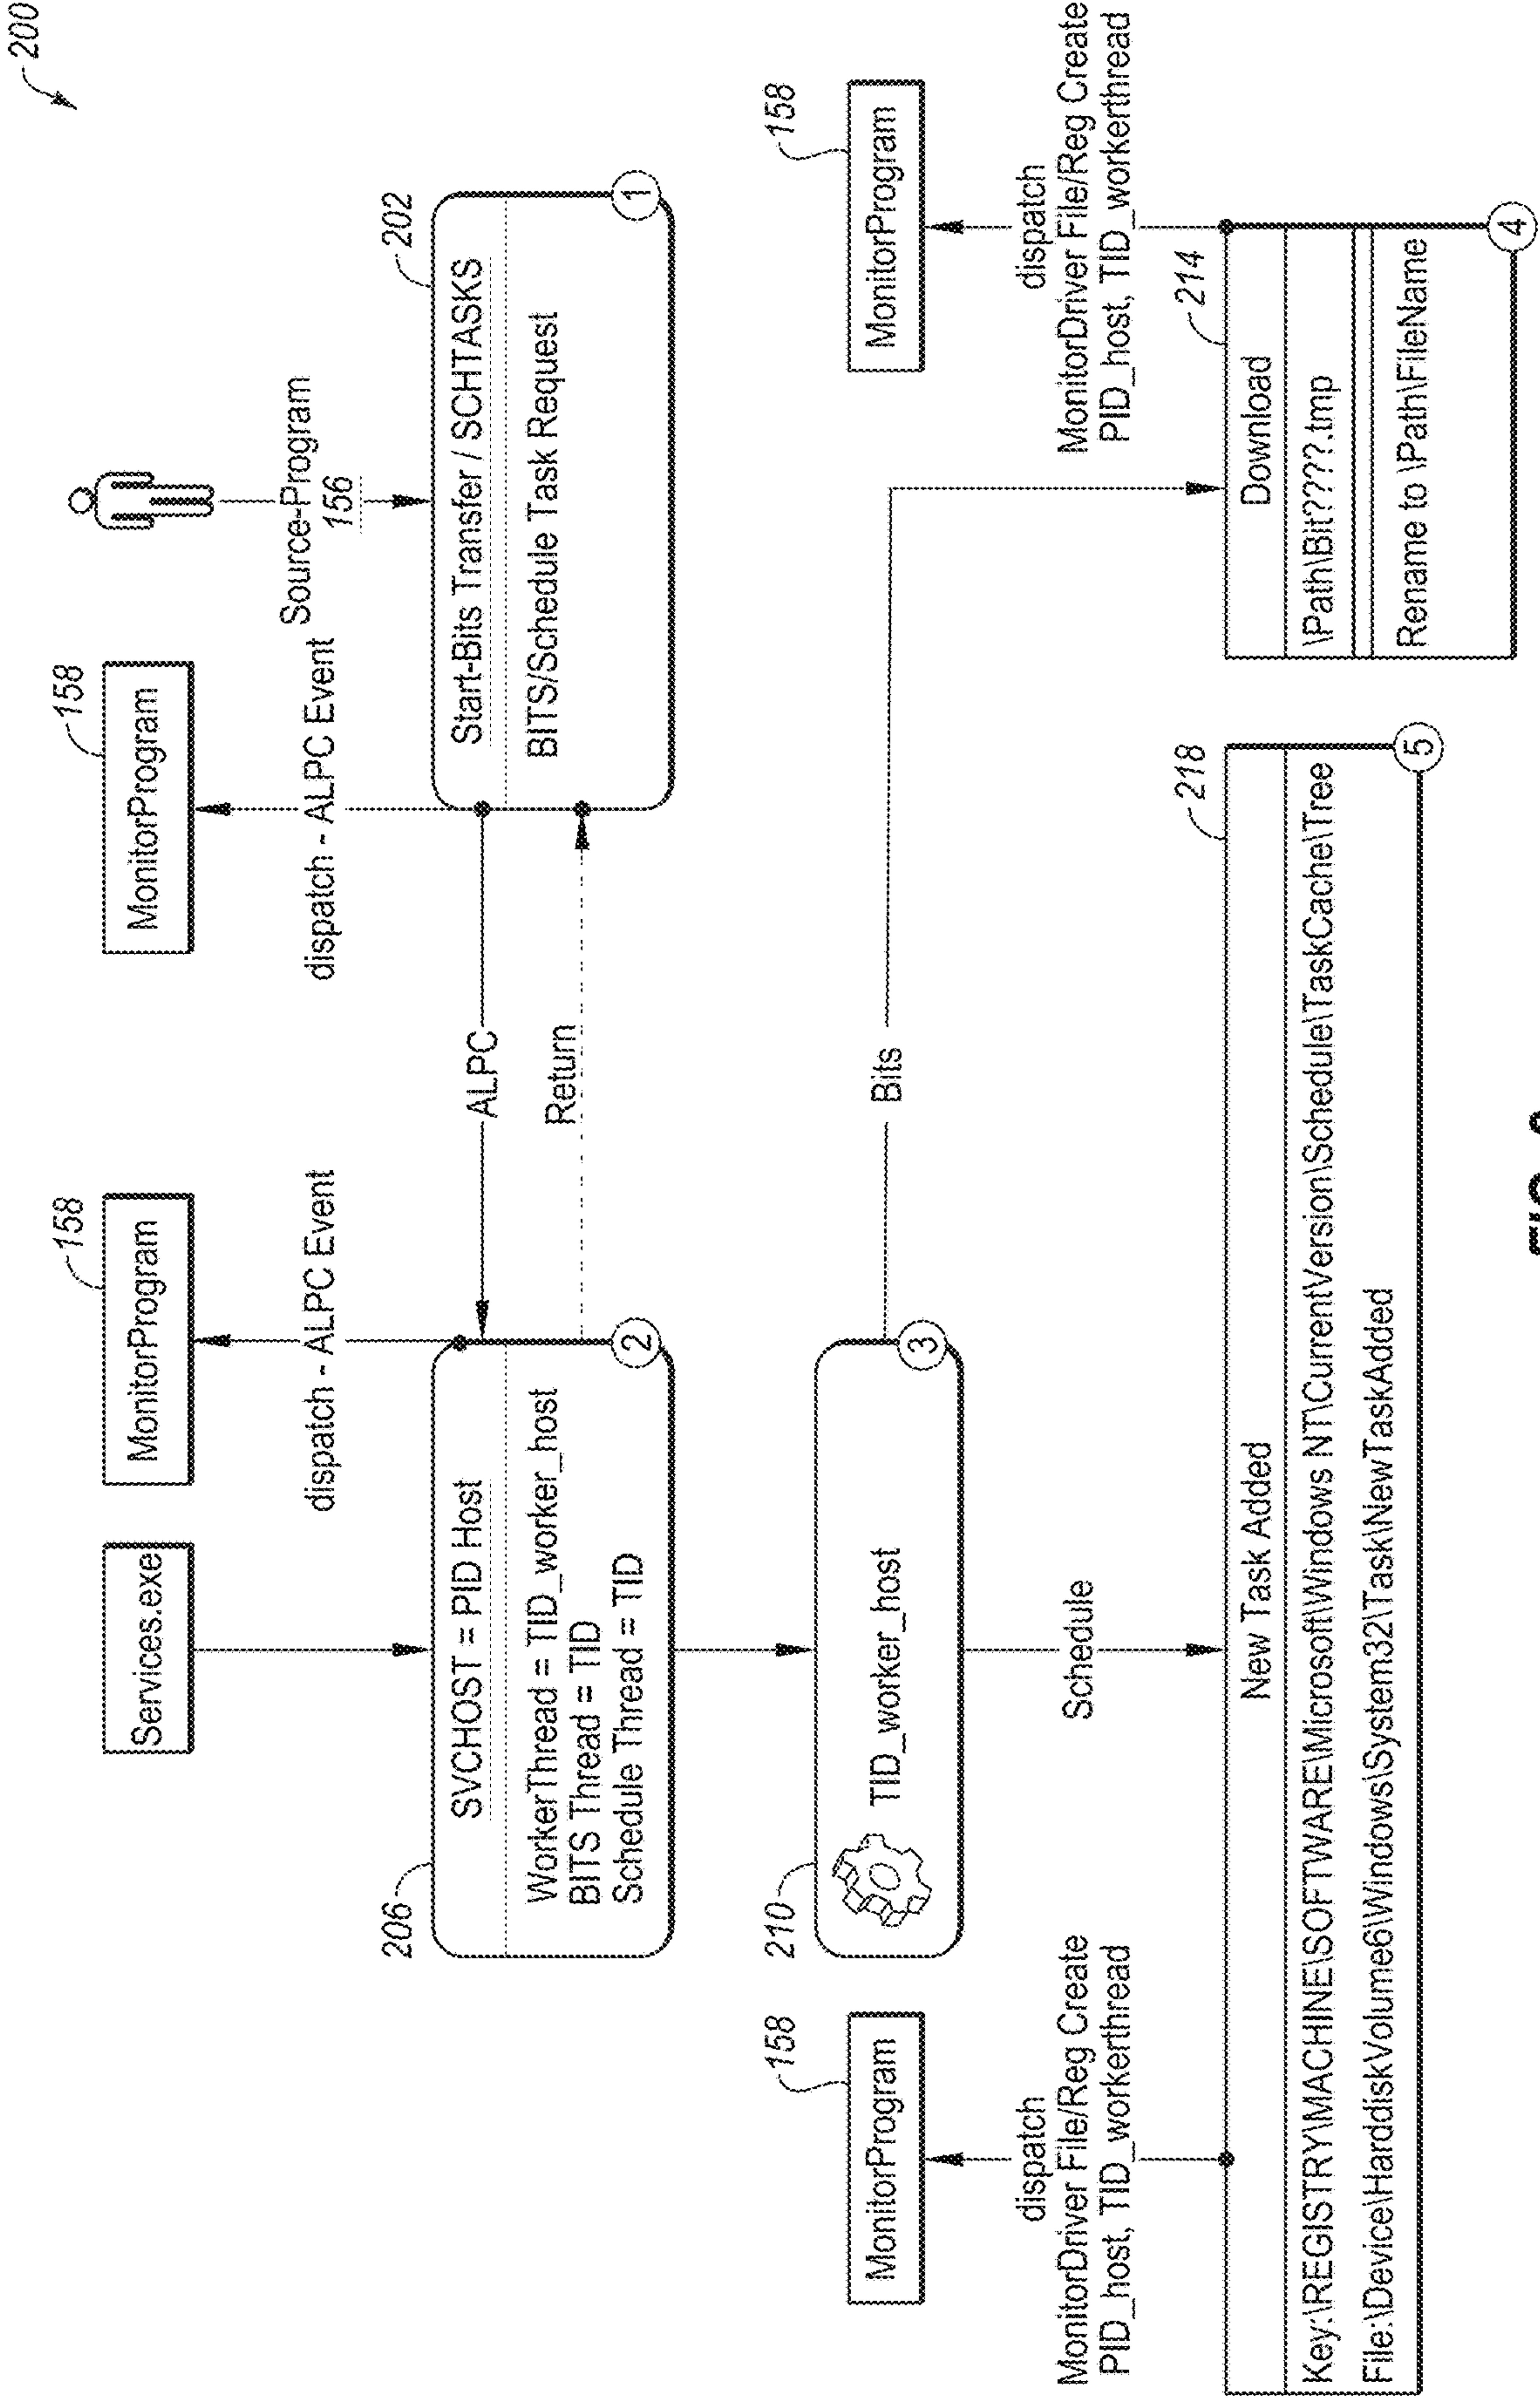 200
Services.exe
MonitorProgram
158
MonitorProgram
158
dispatch - ALPC Event
dispatch - ALPC Event
Source-Program
156
206
SVCHOST = PID Host
WorkerThread = TID_worker_host
BITS Thread = TID
Schedule Thread = TID
2
ALPC
Return
202
Start-Bits Transfer / SCHTASKS
BITS/Schedule Task Request
1
MonitorProgram
158
210
TID_worker_host
3
Bits
MonitorProgram
158
dispatch
MonitorDriver File/Reg Create
PID_host, TID_workerthread
Schedule
dispatch
MonitorDriver File/Reg Create
PID_host, TID_workerthread
218
New Task Added
Key:\REGISTRY\MACHINE\SOFTWARE\Microsoft\Windows NT\CurrentVersion\Schedule\TaskCache\Tree
File:\Device\HarddiskVolume6\Windows\System32\Task\NewTaskAdded
5
214
Download
\Path\Bit????.tmp
Rename to \Path\FileName
4